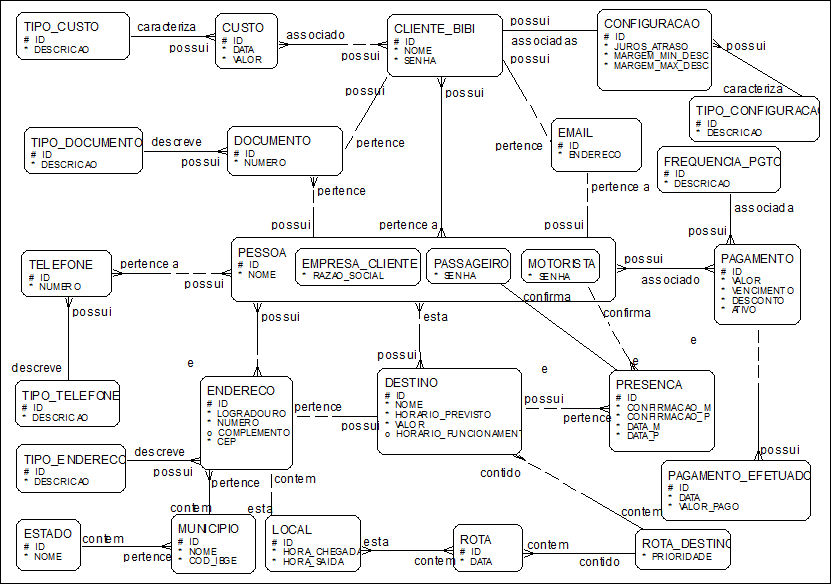 TIPO_CUSTO
# ID
* DESCRICAO
caracteriza
possui
CUSTO
# ID
* DATA
* VALOR
associado
possui
CLIENTE_BIBI
# ID
* NOME
* SENHA
possui
associadas
possui
CONFIGURACAO
# ID
* JUROS_ATRASO
* MARGEM_MIN_DESC
* MARGEM_MAX_DESC
possui
caracteriza
TIPO_CONFIGURACAO
# ID
* DESCRICAO
possui
possui
TIPO_DOCUMENTO
# ID
* DESCRICAO
descreve
possui
DOCUMENTO
# ID
* NUMERO
pertence
pertence
EMAIL
# ID
* ENDERECO
FREQUENCIA_PGTO
# ID
* DESCRICAO
pertence
pertence a
associada
possui
pertence a
possui
possui
PESSOA
# ID
* NOME
EMPRESA_CLIENTE
* RAZAO_SOCIAL
PASSAGEIRO
* SENHA
MOTORISTA
* SENHA
possui
associado
PAGAMENTO
# ID
* VALOR
* VENCIMENTO
* DESCONTO
* ATIVO
TELEFONE
# ID
* NUMERO
pertence a
possui
possui
possui
esta
confirma
confirma
e
e
possui
e
e
descreve
TIPO_TELEFONE
# ID
* DESCRICAO
ENDERECO
# ID
* LOGRADOURO
* NUMERO
o COMPLEMENTO
* CEP
pertence
possui
DESTINO
# ID
* NOME
* HORARIO_PREVISTO
* VALOR
o HORARIO_FUNCIONAMENT
possui
pertence
PRESENCA
# ID
* CONFIRMACAO_M
* CONFIRMACAO_P
* DATA_M
* DATA_P
possui
TIPO_ENDERECO
# ID
* DESCRICAO
descreve
possui
pertence
contem
contido
PAGAMENTO_EFETUADO
# ID
* DATA
* VALOR_PAGO
contem
esta
contem
ESTADO
# ID
* NOME
contem
pertence
MUNICIPIO
# ID
* NOME
* COD_IBGE
LOCAL
# ID
* HORA_CHEGADA
* HORA_SAIDA
esta
contem
ROTA
# ID
* DATA
contem
contido
ROTA_DESTINO
* PRIORIDADE